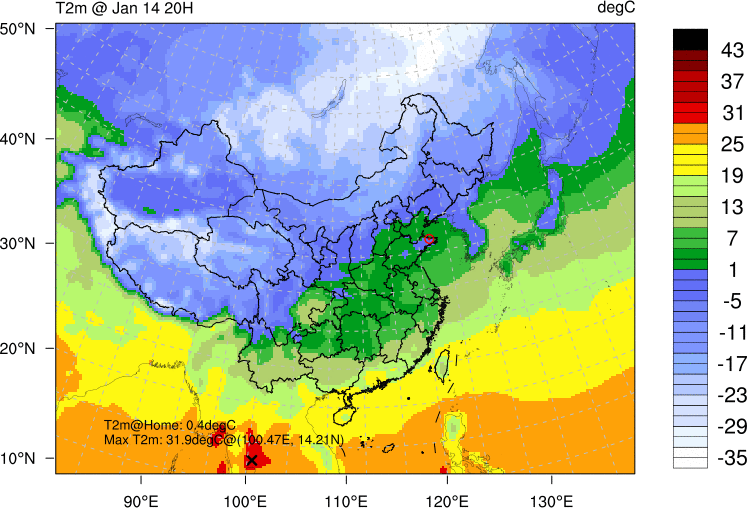 T2m @ Jan 14 20H
degC
50°N
40°N
30°N
20°N
10°N
90°E
100°E
110°E
120°E
130°E
T2m@Home: 0.4degC
Max T2m: 31.9degC@(100.47E, 14.21N)
43
37
31
25
19
13
7
1
-5
-11
-17
-23
-29
-35